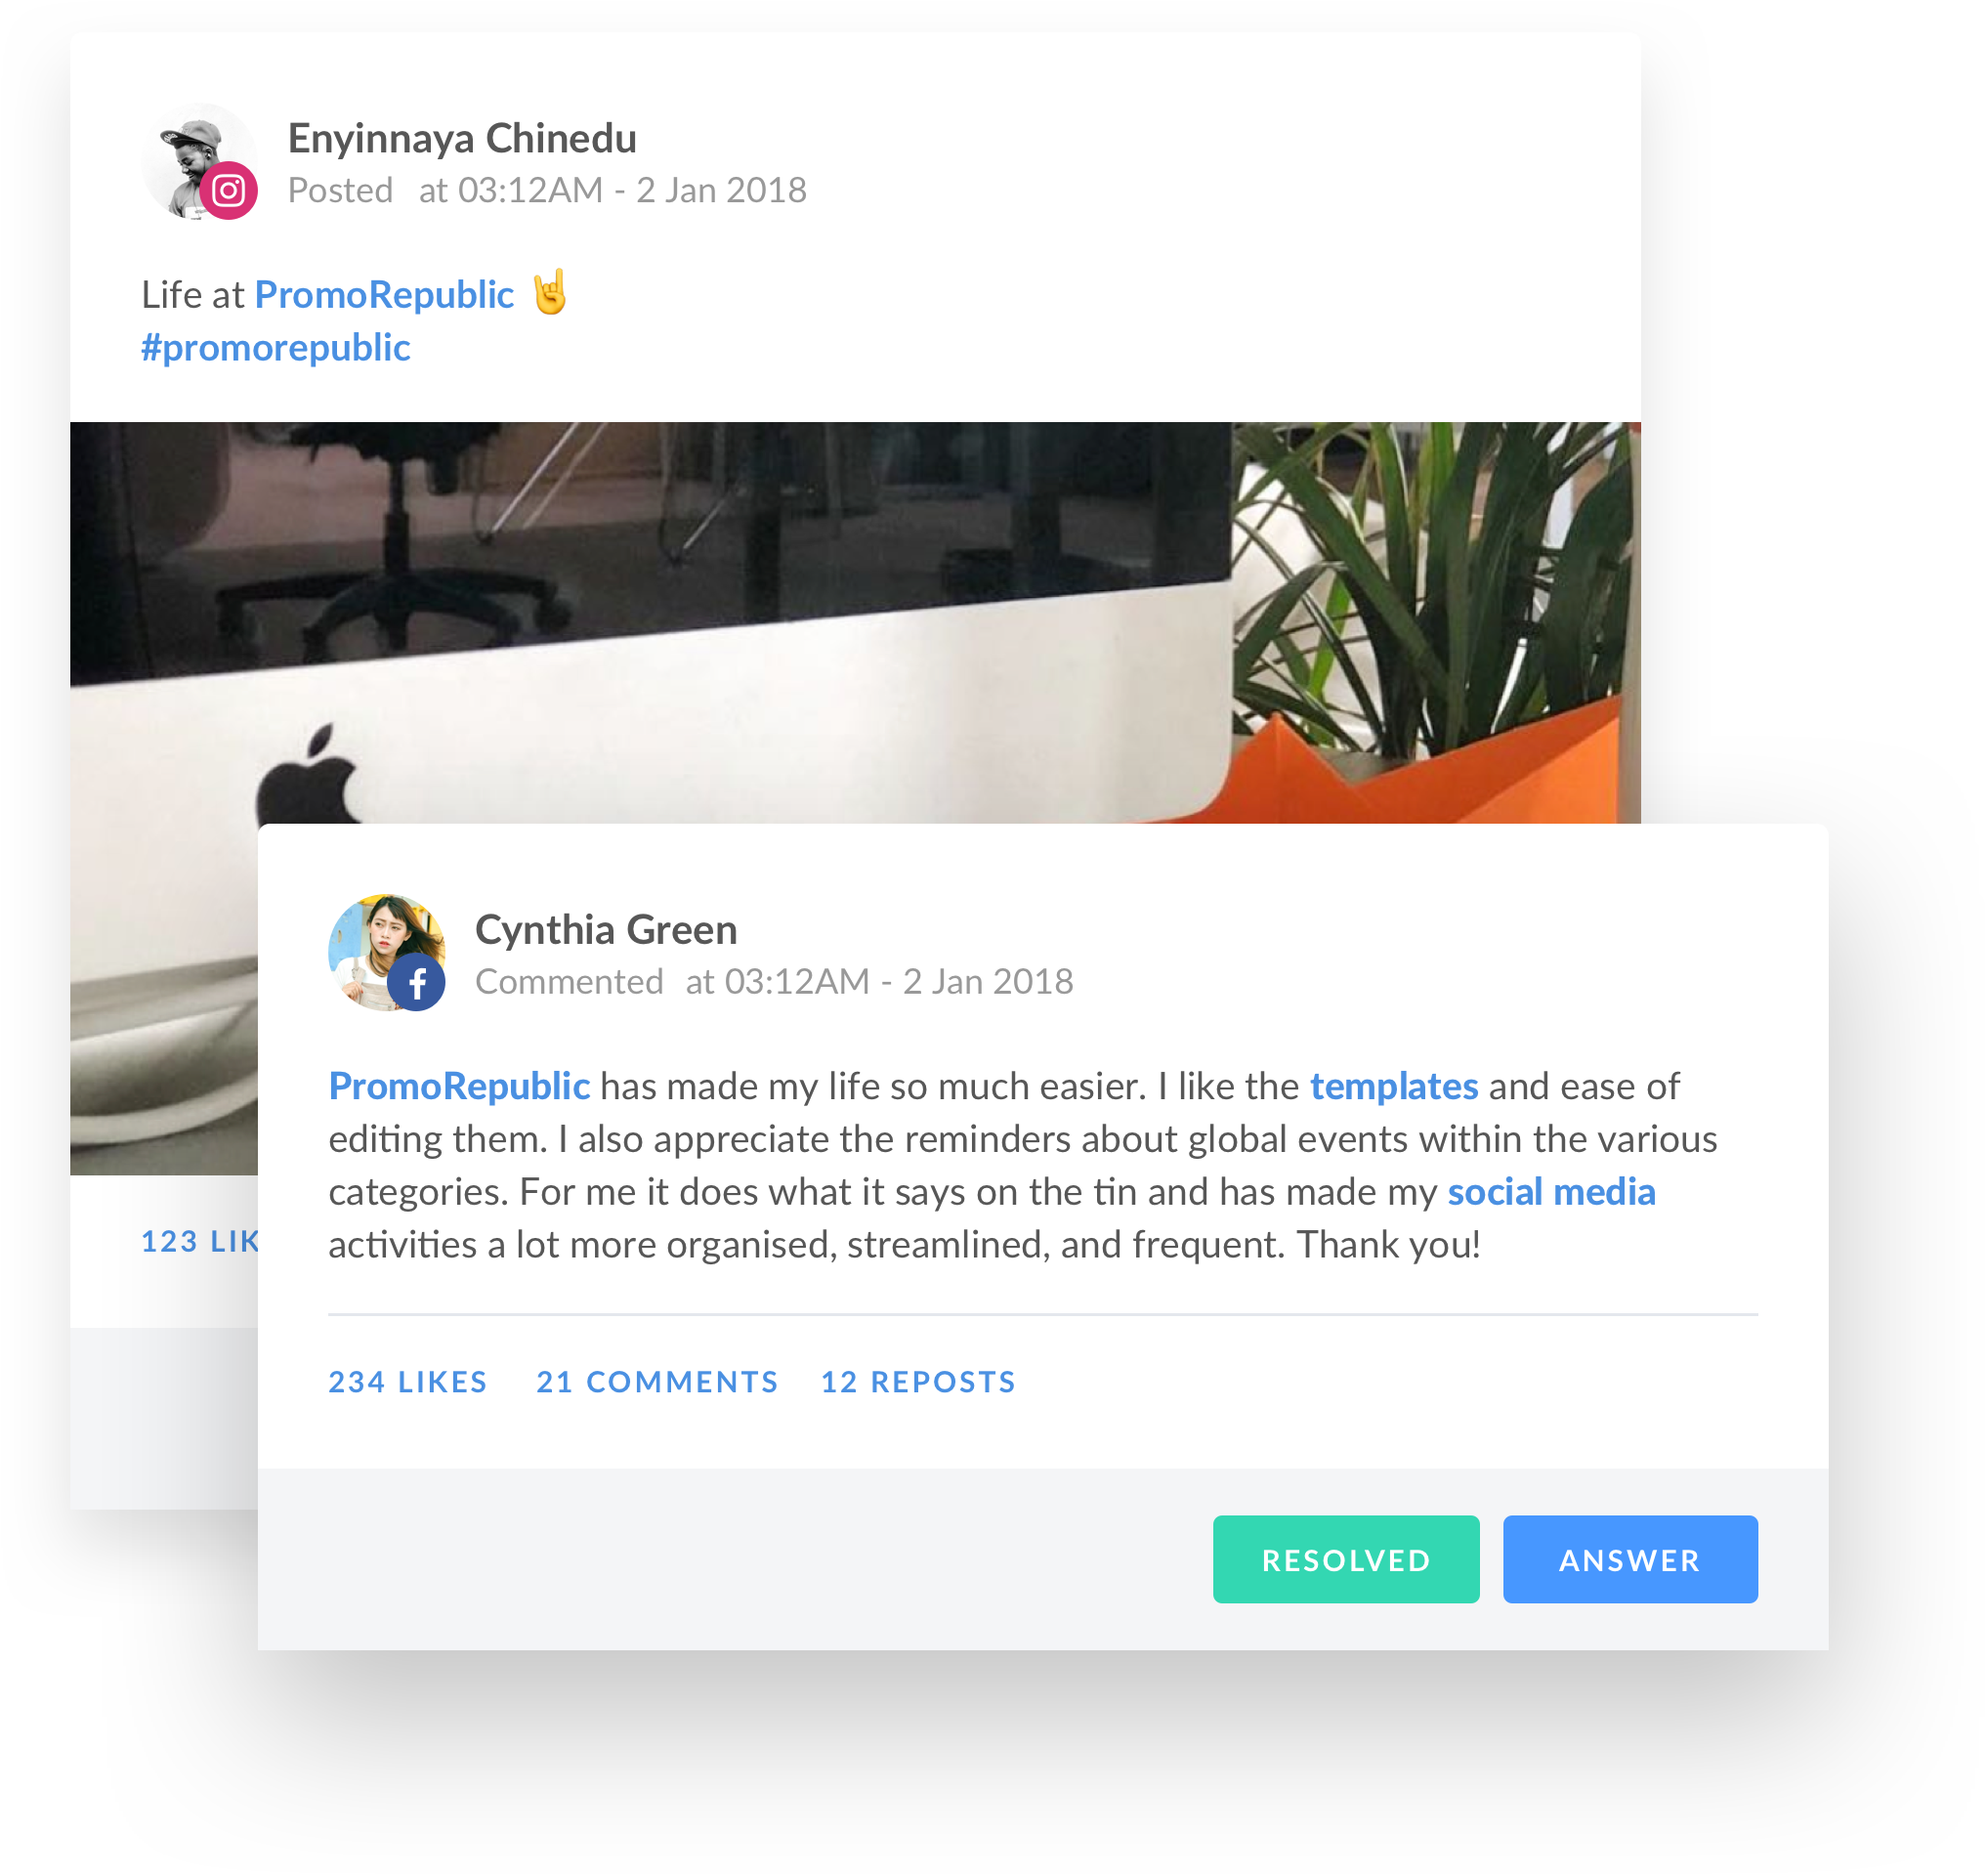 Enyinnaya Chinedu
Posted at 03:12AM - 2 Jan 2018
Life at PromoRepublic 🤘
#promorepublic
123
Cynthia Green
Commented at 03:12AM - 2 Jan 2018
PromoRepublic has made my life so much easier. I like the templates and ease of
editing them. I also appreciate the reminders about global events within the various
categories. For me it does what it says on the tin and has made my social media
activities a lot more organised, streamlined, and frequent. Thank you!
234 LIKES 21 COMMENTS 12 REPOSTS
RESOLVED ANSWER